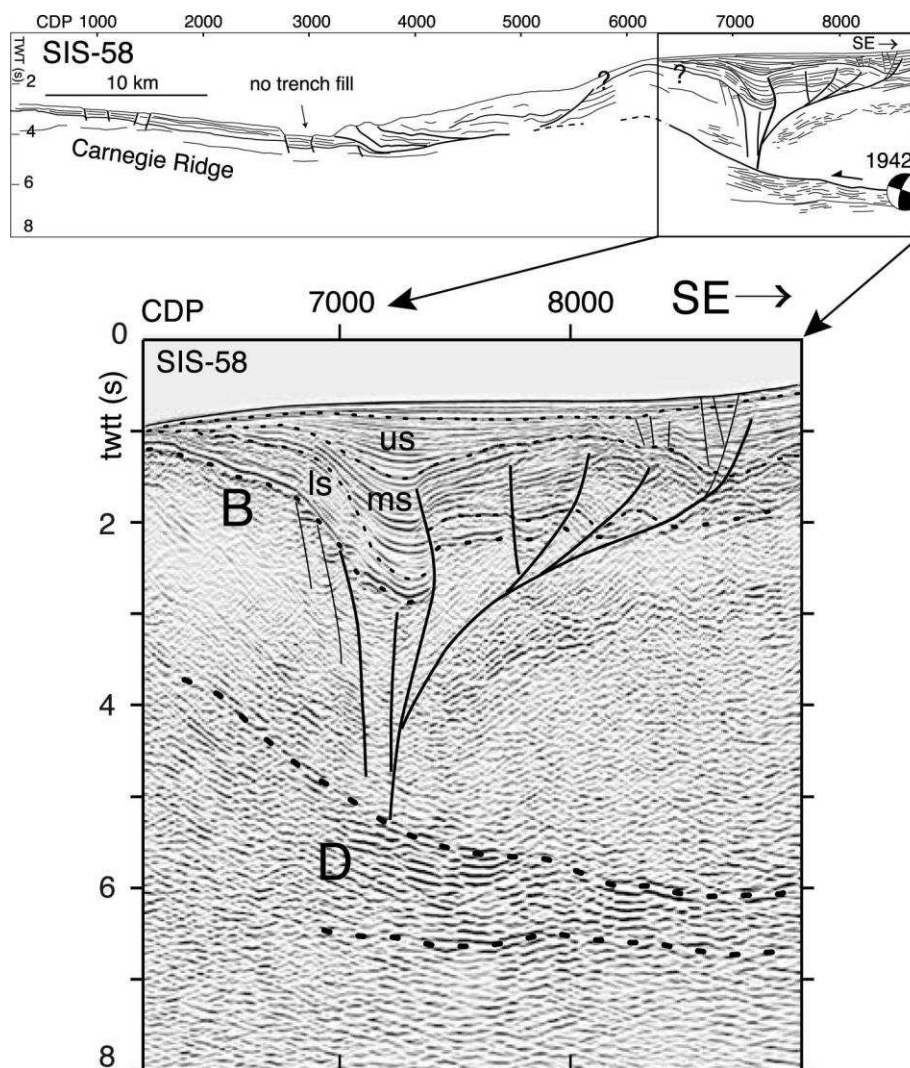 CDP 1000 2000 3000 4000 5000 6000 7000 8000
TWT (s)
SIS-58
SE →
2
10 km
no trench fill
?
?
4
Carnegie Ridge
1942
6
8
CDP
7000
8000
SE →
0
SIS-58
twtt (s)
us
ls
ms
B
2
4
D
6
8